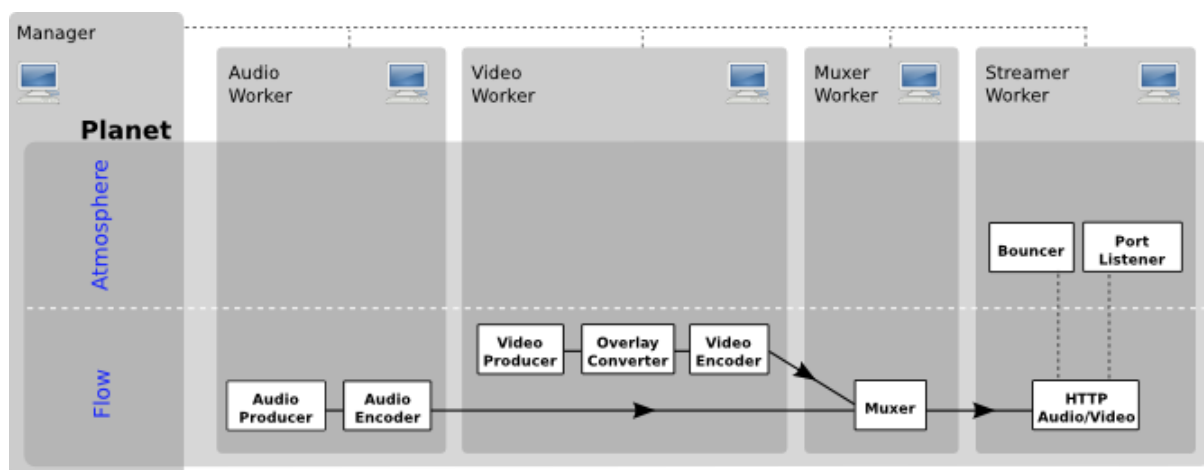 Manager
Audio
Worker
Video
Worker
Muxer
Worker
Streamer
Worker
Planet
Atmosphere
Bouncer
Port
Listener
Flow
Video
Producer
Overlay
Converter
Video
Encoder
Audio
Producer
Audio
Encoder
Muxer
HTTP
Audio/Video